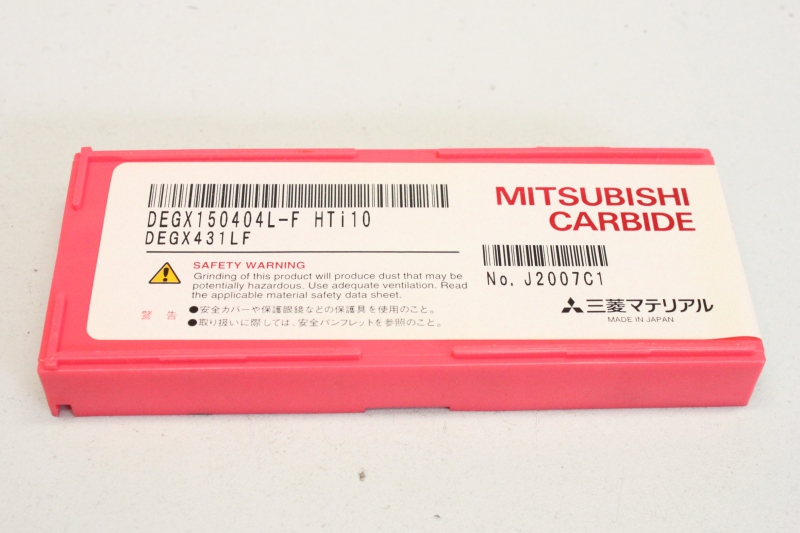 DEGX150404L-F HTi10
DEGX431LF
MITSUBISHI
CARBIDE
No. J2007C1
SAFETY WARNING
Grinding of this product will produce dust that may be
potentially hazardous. Use adequate ventilation. Read
the applicable material safety data sheet.
警告 ●安全カバーや保護眼鏡などの保護具を使用のこと。
●取り扱いに際しては、安全パンフレットを参照のこと。
三菱マテリアル
MADE IN JAPAN